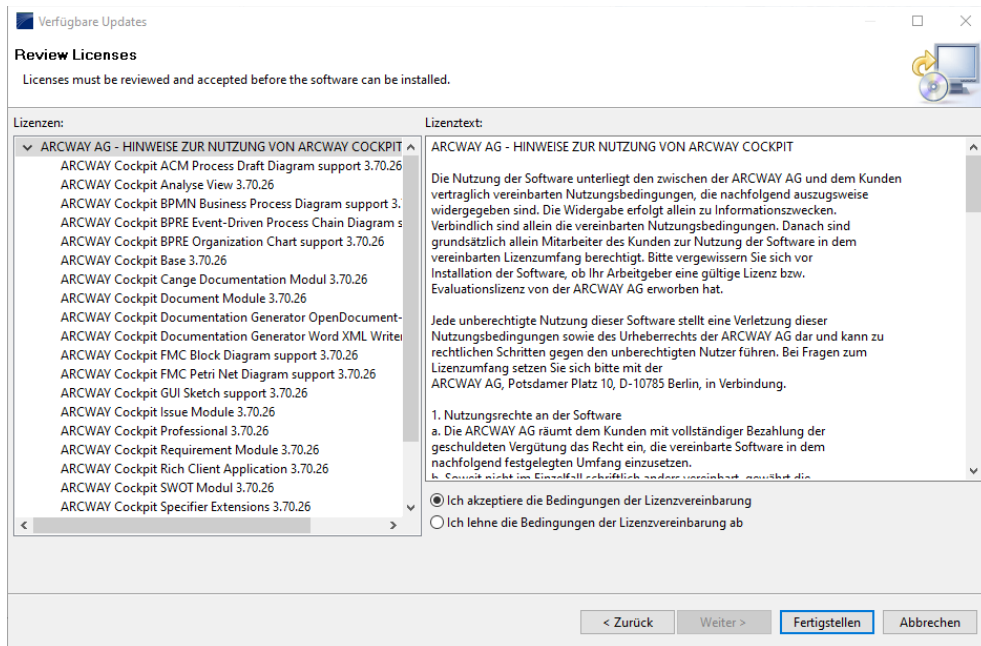 Verfügbare Updates
Review Licenses
Licenses must be reviewed and accepted before the software can be installed.
Lizenzen:
ARCWAY AG - HINWEISE ZUR NUTZUNG VON ARCWAY COCKPIT
ARCWAY Cockpit ACM Process Draft Diagram support 3.70.26
ARCWAY Cockpit Analyse View 3.70.26
ARCWAY Cockpit BPMN Business Process Diagram support 3.
ARCWAY Cockpit BPRE Event-Driven Process Chain Diagram s
ARCWAY Cockpit BPRE Organization Chart support 3.70.26
ARCWAY Cockpit Base 3.70.26
ARCWAY Cockpit Cange Documentation Modul 3.70.26
ARCWAY Cockpit Document Module 3.70.26
ARCWAY Cockpit Documentation Generator OpenDocument-
ARCWAY Cockpit Documentation Generator Word XML Writer
ARCWAY Cockpit FMC Block Diagram support 3.70.26
ARCWAY Cockpit FMC Petri Net Diagram support 3.70.26
ARCWAY Cockpit GUI Sketch support 3.70.26
ARCWAY Cockpit Issue Module 3.70.26
ARCWAY Cockpit Professional 3.70.26
ARCWAY Cockpit Requirement Module 3.70.26
ARCWAY Cockpit Rich Client Application 3.70.26
ARCWAY Cockpit SWOT Modul 3.70.26
ARCWAY Cockpit Specifier Extensions 3.70.26
Lizenztext:
ARCWAY AG - HINWEISE ZUR NUTZUNG VON ARCWAY COCKPIT
Die Nutzung der Software unterliegt den zwischen der ARCWAY AG und dem Kunden
vertraglich vereinbarten Nutzungsbedingungen, die nachfolgend auszugsweise
widergegeben sind. Die Widergabe erfolgt allein zu Informationszwecken.
Verbindlich sind allein die vereinbarten Nutzungsbedingungen. Danach sind
grundsätzlich allein Mitarbeiter des Kunden zur Nutzung der Software in dem
vereinbarten Lizenzumfang berechtigt. Bitte vergewissern Sie sich vor
Installation der Software, ob Ihr Arbeitgeber eine gültige Lizenz bzw.
Evaluationslizenz von der ARCWAY AG erworben hat.
Jede unberechtigte Nutzung dieser Software stellt eine Verletzung dieser
Nutzungsbedingungen sowie des Urheberrechts der ARCWAY AG dar und kann zu
rechtlichen Schritten gegen den unberechtigten Nutzer führen. Bei Fragen zum
Lizenzumfang setzen Sie sich bitte mit der
ARCWAY AG, Potsdamer Platz 10, D-10785 Berlin, in Verbindung.
1. Nutzungsrechte an der Software
a. Die ARCWAY AG räumt dem Kunden mit vollständiger Bezahlung der
geschuldeten Vergütung das Recht ein, die vereinbarte Software in dem
nachfolgend festgelegten Umfang einzusetzen.
b. Soweit nicht im Einzelfall schriftlich anders vereinbart, gewährt die
Ich akzeptiere die Bedingungen der Lizenzvereinbarung
Ich lehne die Bedingungen der Lizenzvereinbarung ab
< Zurück
Weiter >
Fertigstellen
Abbrechen